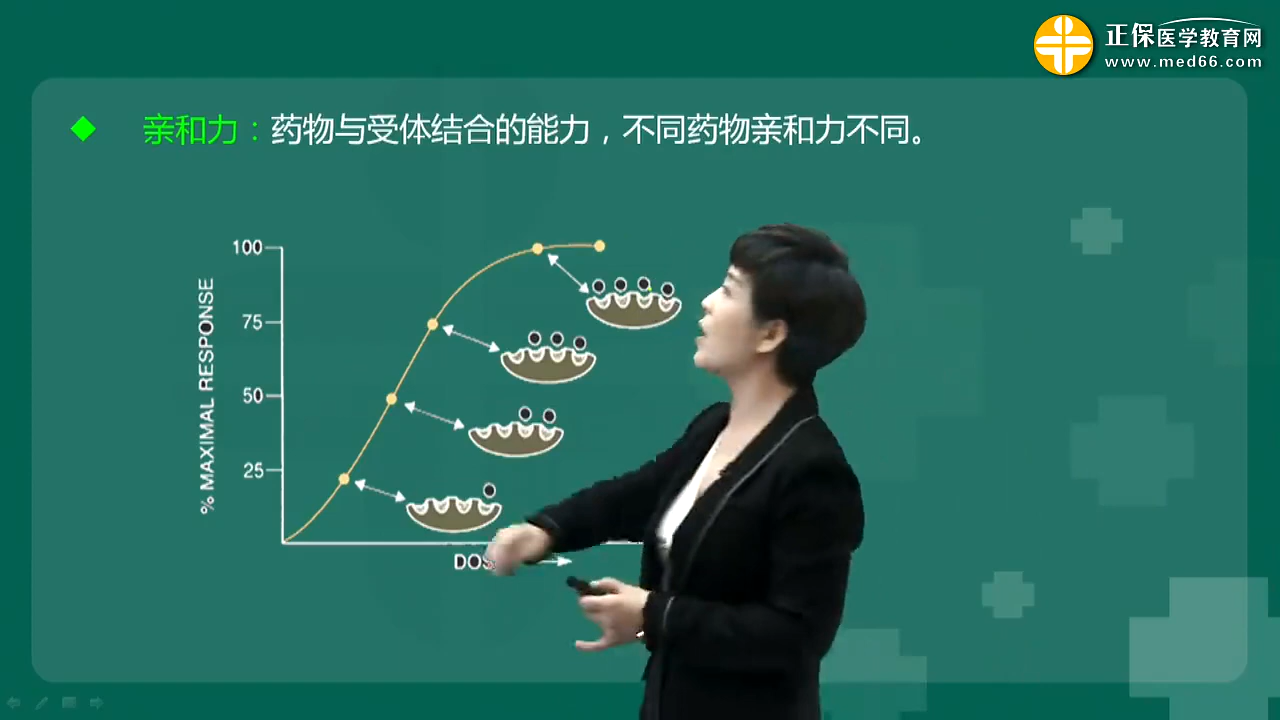 正保医学教育网
www.med66.com
◆ 亲和力：药物与受体结合的能力，不同药物亲和力不同。
100
75
50
25
% MAXIMAL RESPONSE